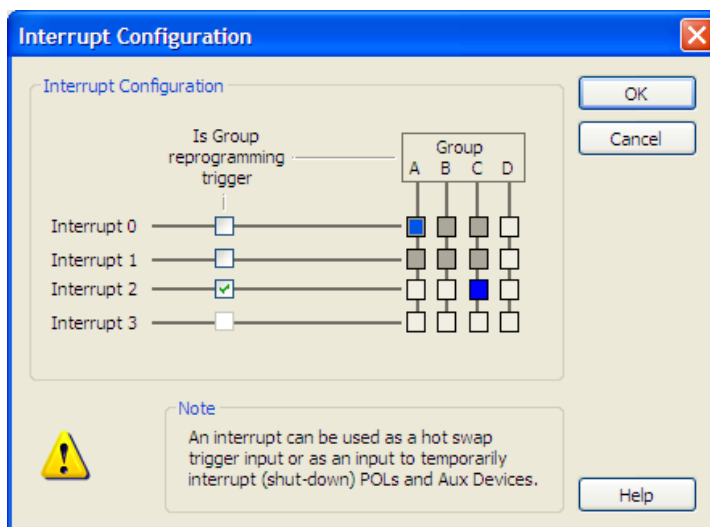 Interrupt Configuration
Interrupt Configuration
OK
Cancel
Is Group
reprogramming
trigger
Group
A B C D
Interrupt 0
Interrupt 1
Interrupt 2
Interrupt 3
Note
An interrupt can be used as a hot swap
trigger input or as an input to temporarily
interrupt (shut-down) POLs and Aux Devices.
Help